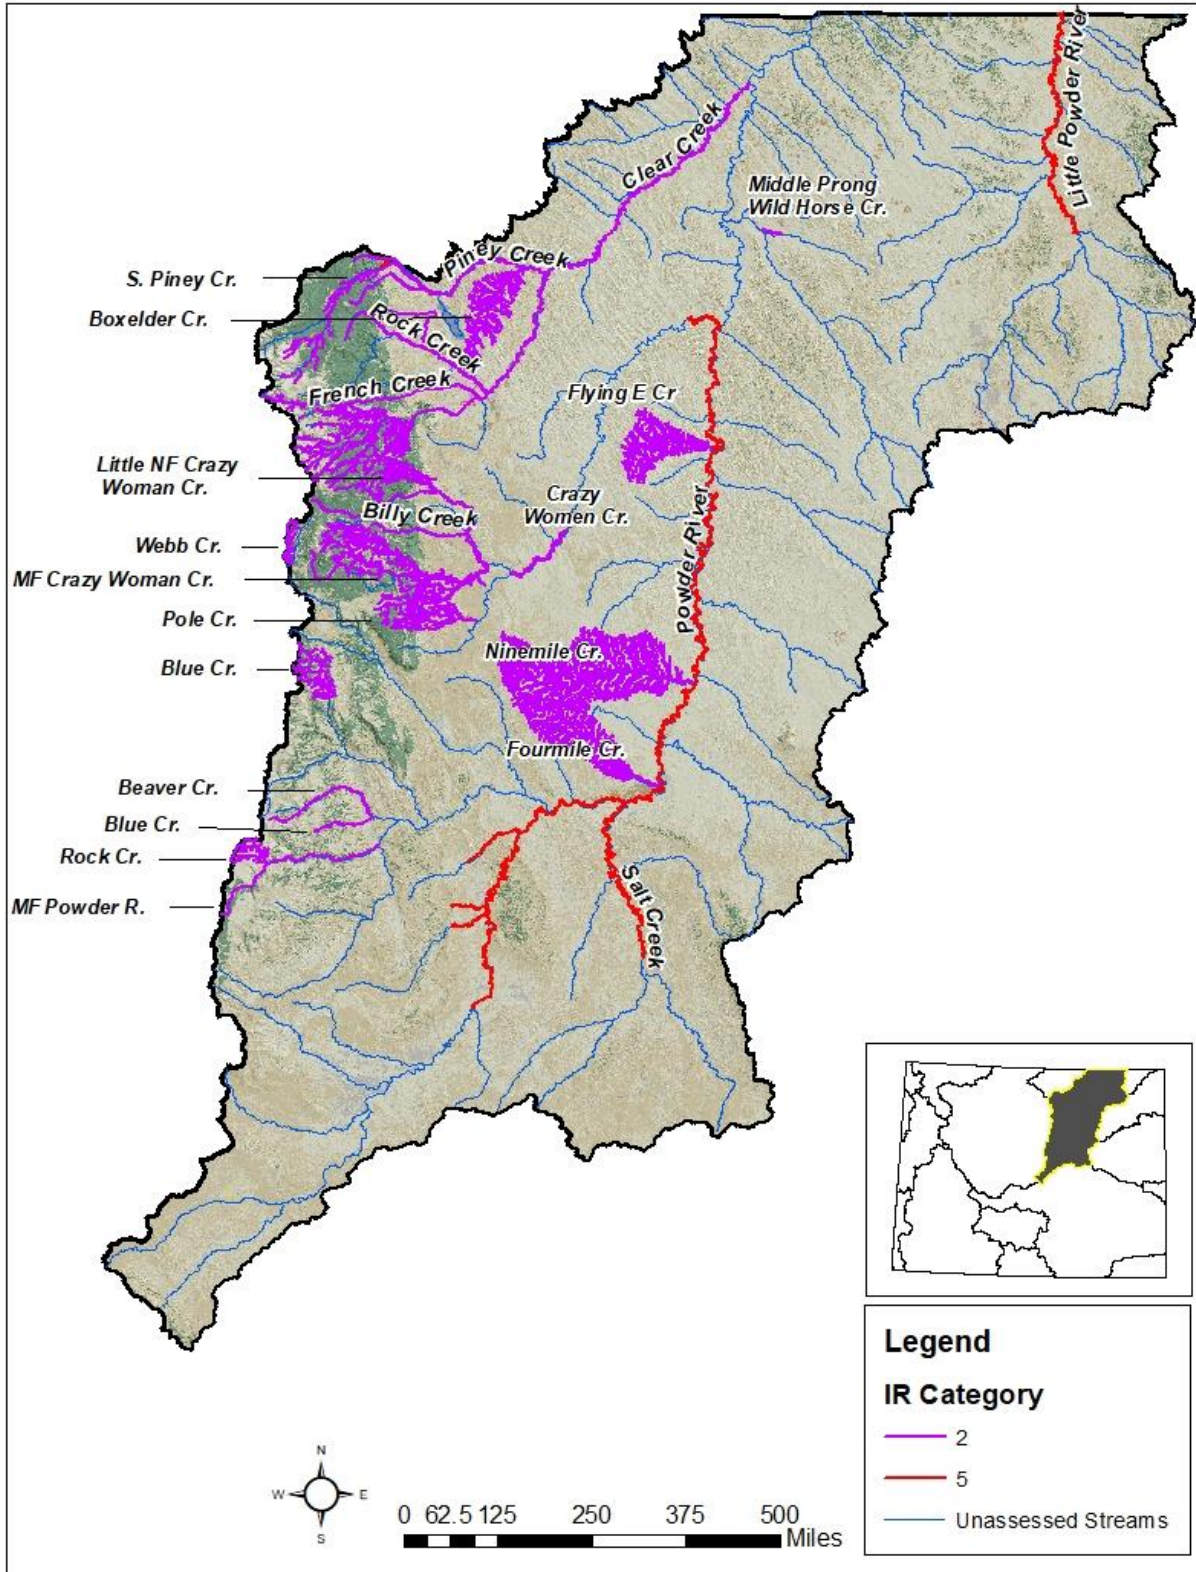 Little Powder River
Clear Creek
Middle Prong
Wild Horse Cr.
Piney Creek
S. Piney Cr.
Boxelder Cr.
Rock Creek
French Creek
Flying E Cr
Little NF Crazy
Woman Cr.
Crazy
Women Cr.
Billy Creek
Powder River
Webb Cr.
MF Crazy Woman Cr.
Pole Cr.
Ninemile Cr.
Blue Cr.
Fourmile Cr.
Beaver Cr.
Blue Cr.
Rock Cr.
Salt Creek
MF Powder R.
Legend
IR Category
2
5
Unassessed Streams
N
W E
S
0 62.5 125 250 375 500
Miles